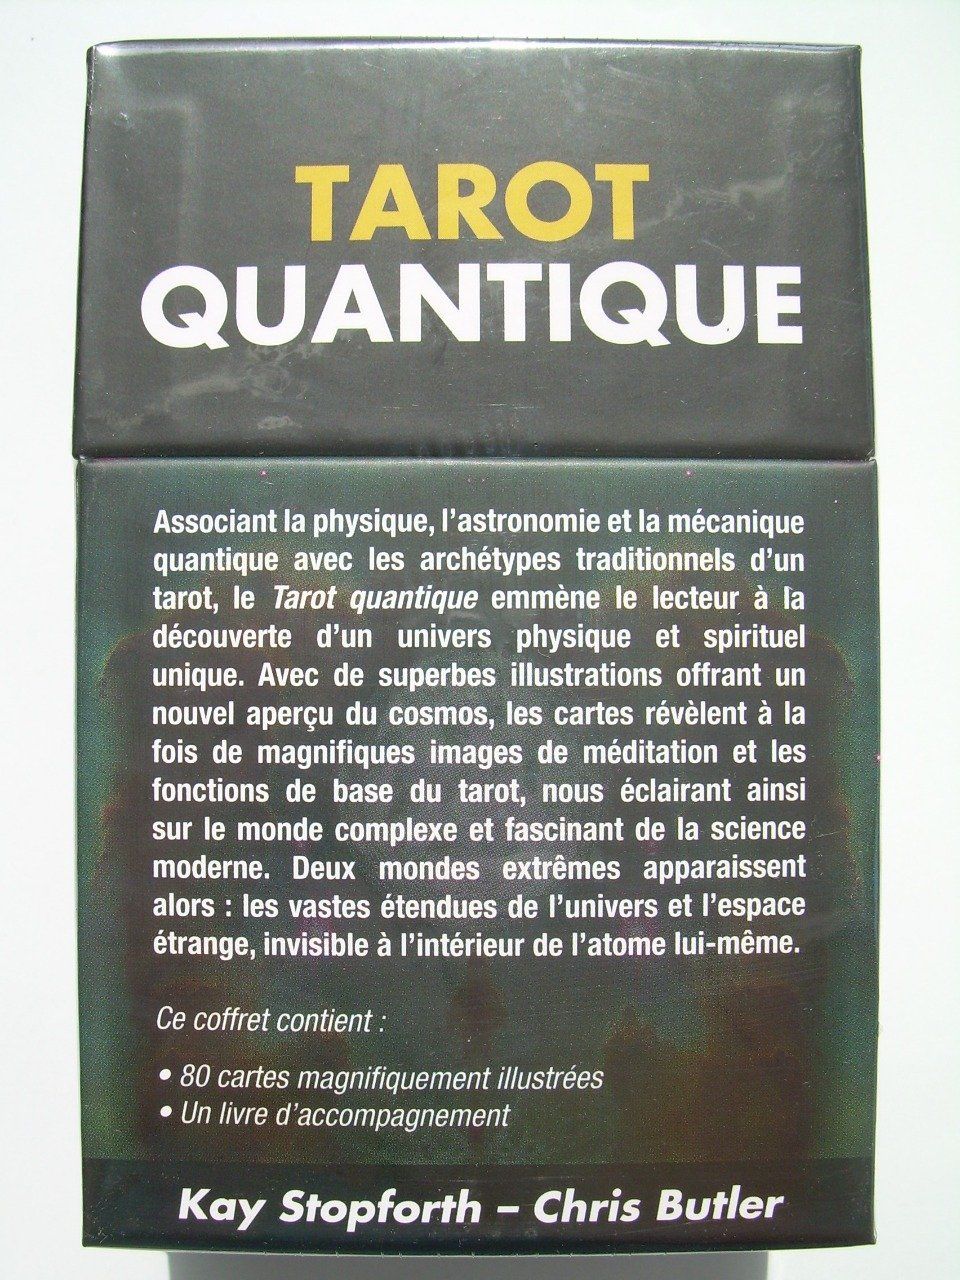 TAROT
QUANTIQUE
Associant la physique, l'astronomie et la mécanique
quantique avec les archétypes traditionnels d'un
tarot, le Tarot quantique emmène le lecteur à la
découverte d'un univers physique et spirituel
unique. Avec de superbes illustrations offrant un
nouvel aperçu du cosmos, les cartes révèlent à la
fois de magnifiques images de méditation et les
fonctions de base du tarot, nous éclairant ainsi
sur le monde complexe et fascinant de la science
moderne. Deux mondes extrêmes apparaissent
alors : les vastes étendues de l'univers et l'espace
étrange, invisible à l'intérieur de l'atome lui-même.
Ce coffret contient :
• 80 cartes magnifiquement illustrées
• Un livre d'accompagnement
Kay Stopforth – Chris Butler